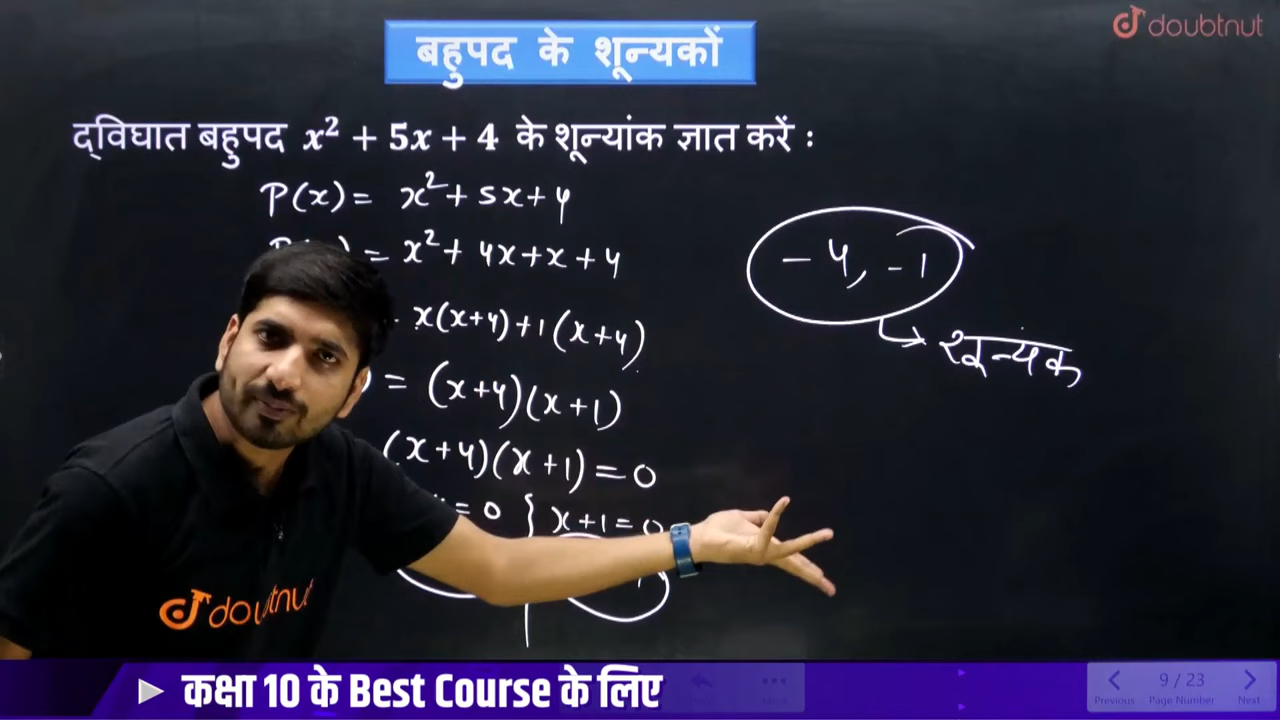 बहुपद के शून्यकों
doubtnut
द्विघात बहुपद x² + 5x + 4 के शून्यांक ज्ञात करें :
P(x) = x² + 5x + 4
= x² + 4x + x + 4
x(x+4) + 1(x+4)
= (x+4)(x+1)
(x+4)(x+1) = 0
= 0 { x+1 = 0
-4, -1
शून्यक
doubtnut
कक्षा 10 के Best Course के लिए
Previous
9 / 23
Page Number
Next